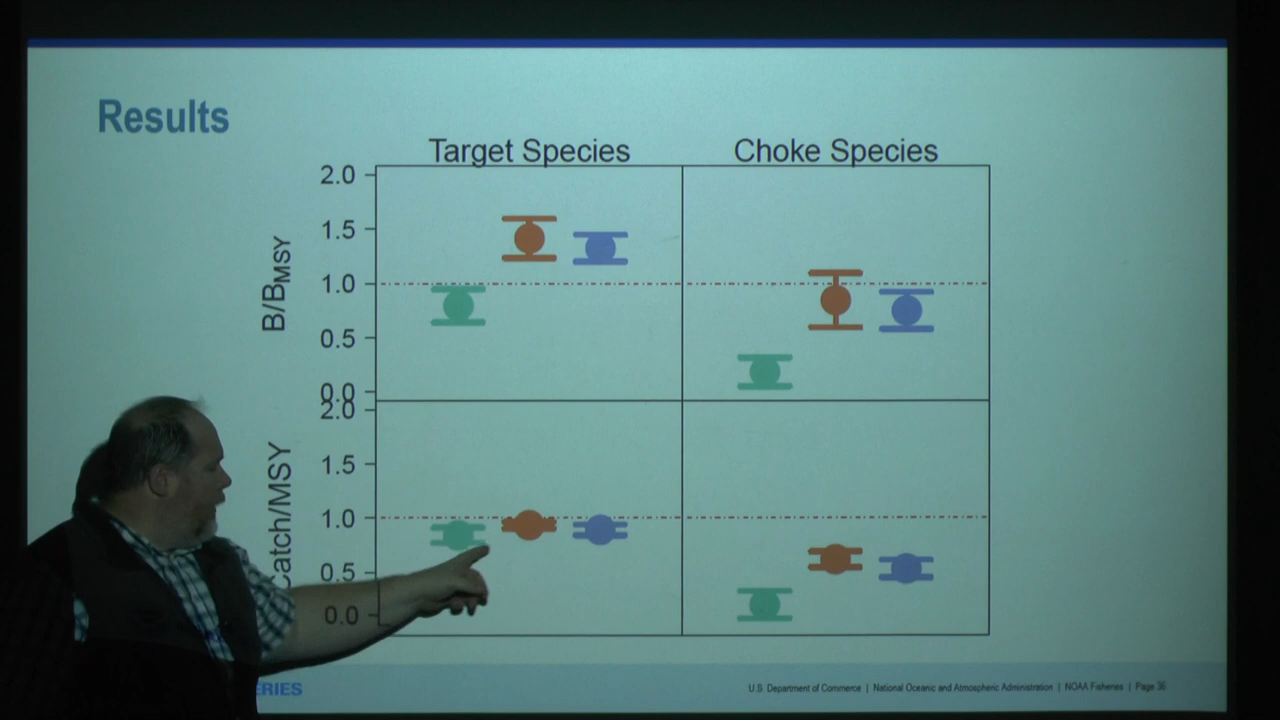 Results
Target Species
Choke Species
2.0
1.5
1.0
0.5
0.0
B/BMSY
2.0
1.5
1.0
0.5
0.0
atch/MSY
ERIES
U.S. Department of Commerce | National Oceanic and Atmospheric Administration | NOAA Fisheries | Page 36